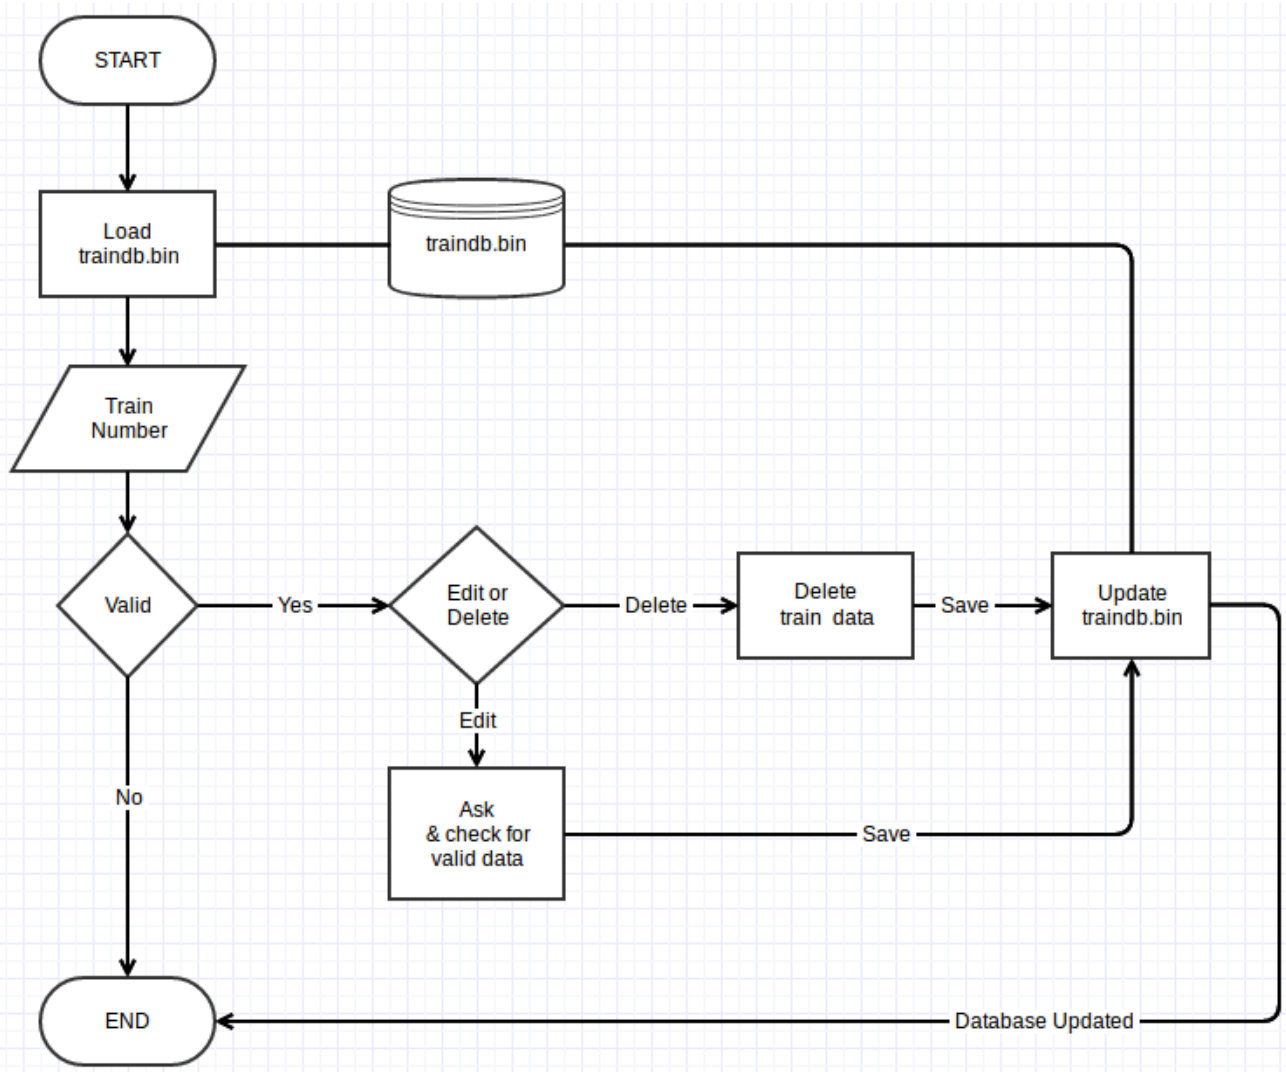 START
Load
traindb.bin
traindb.bin
Train
Number
Valid
Yes
Edit or
Delete
Delete
Delete
train data
Save
Update
traindb.bin
Edit
No
Ask
& check for
valid data
Save
END
Database Updated